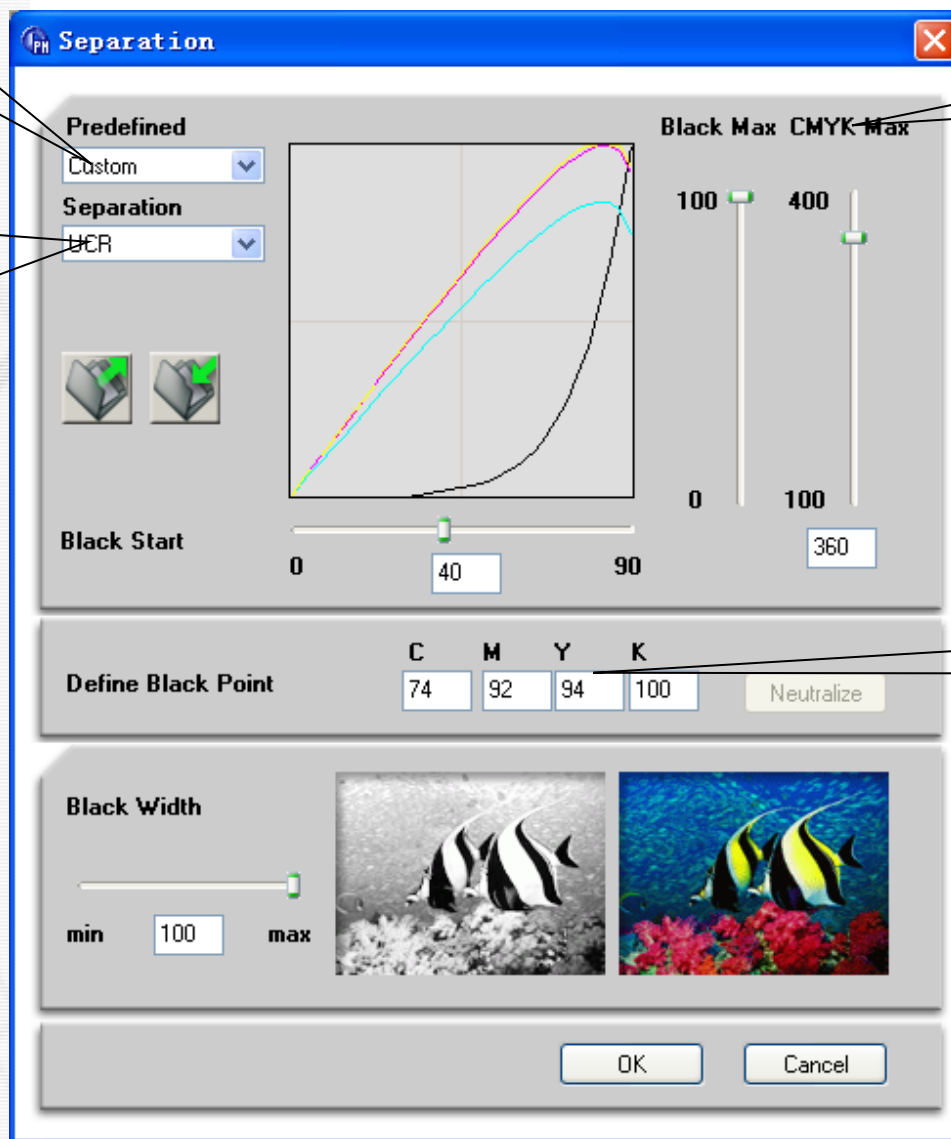 Separation
Predefined
Black Max CMYK Max
Custom
Separation
100 400
UCR
0 100
Black Start
360
0 90
40
C M Y K
Define Black Point
74 92 94 100
Neutralize
Black Width
min 100 max
OK Cancel